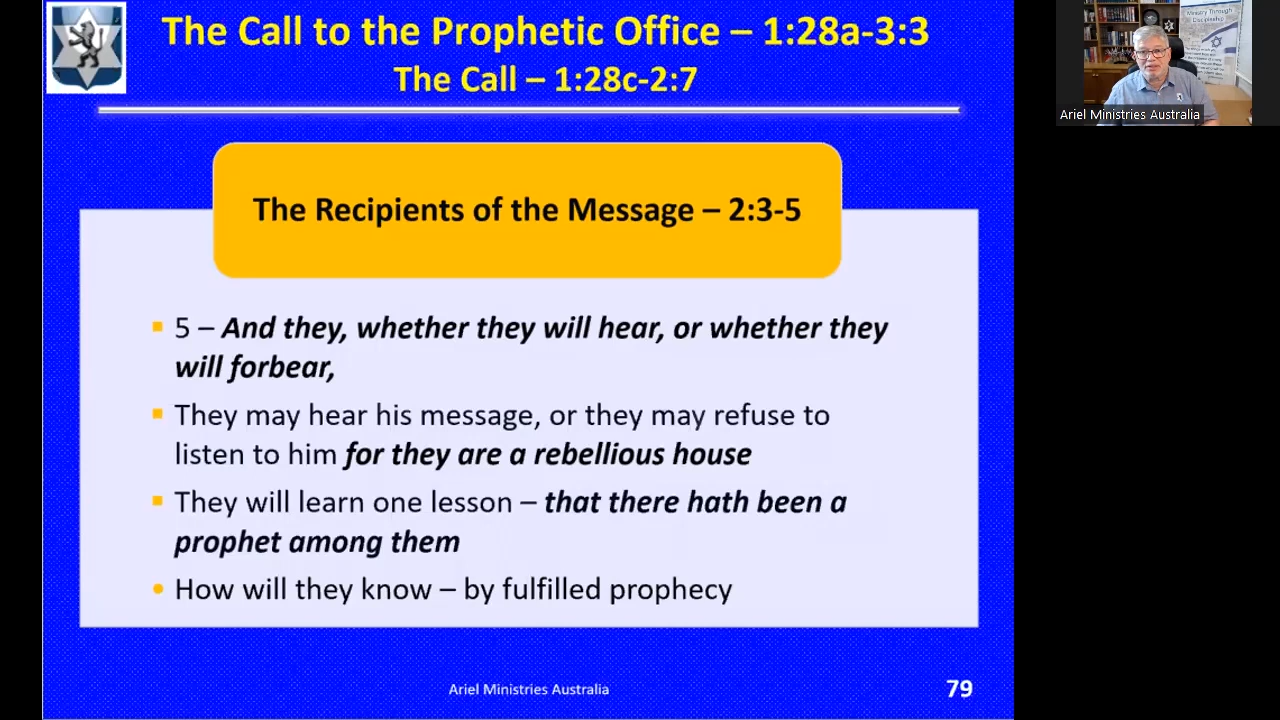 The Call to the Prophetic Office – 1:28a-3:3
The Call – 1:28c-2:7
The Recipients of the Message – 2:3-5
5 – And they, whether they will hear, or whether they
will forbear,
They may hear his message, or they may refuse to
listen to him for they are a rebellious house
They will learn one lesson – that there hath been a
prophet among them
How will they know – by fulfilled prophecy
Ariel Ministries Australia
79
Ministry Through
Discipleship
Ariel Ministries Australia